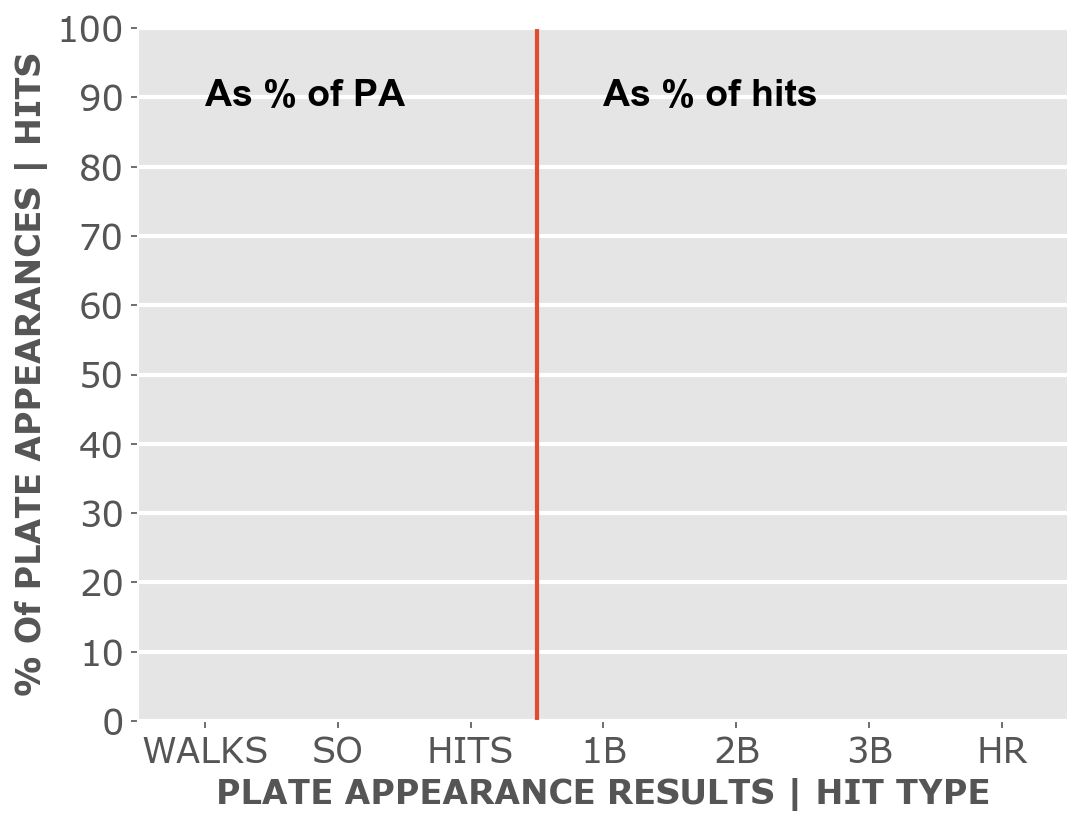 % Of PLATE APPEARANCES | HITS
100
90
80
70
60
50
40
30
20
10
0
As % of PA
As % of hits
WALKS SO HITS 1B 2B 3B HR
PLATE APPEARANCE RESULTS | HIT TYPE